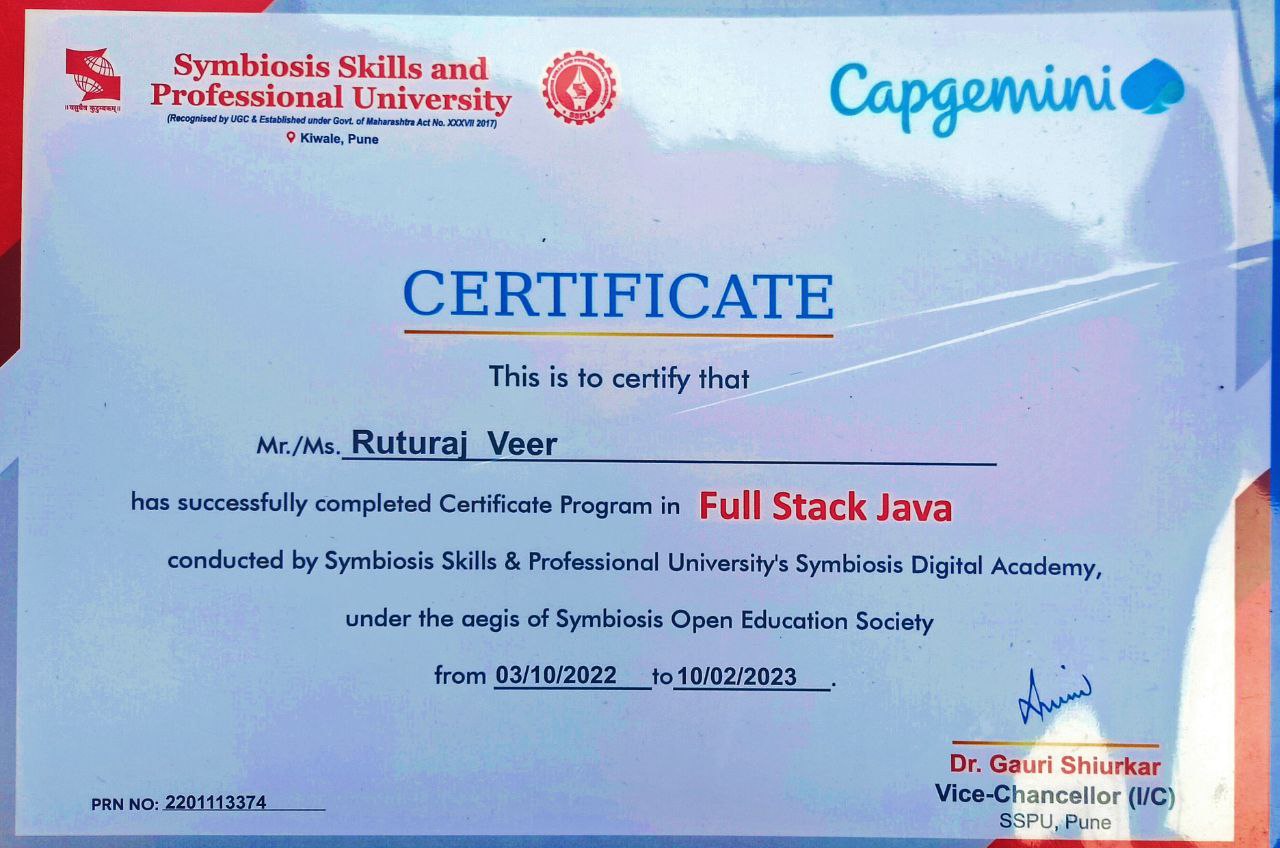 Symbiosis Skills and
Professional University
(Recognised by UGC & Established under Govt. of Maharashtra Act No. XXXVII 2017)
Kiwale, Pune
॥वसुधैव कुटुम्बकम्॥
SSPU
Capgemini
CERTIFICATE
This is to certify that
Mr./Ms. Ruturaj Veer
has successfully completed Certificate Program in Full Stack Java
conducted by Symbiosis Skills & Professional University's Symbiosis Digital Academy,
under the aegis of Symbiosis Open Education Society
from 03/10/2022 to 10/02/2023.
Dr. Gauri Shiurkar
Vice-Chancellor (I/C)
SSPU, Pune
PRN NO: 2201113374